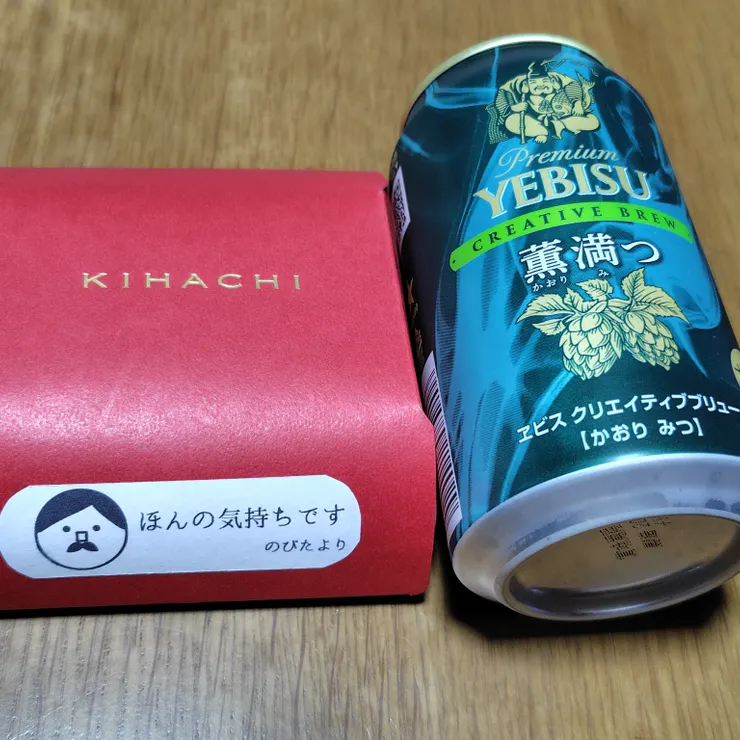 KIHACHI
ほんの気持ちです
のびたより
Premium
YEBISU
CREATIVE BREW
薫満つ
かおり み
ヱビス クリエイティブブリュー
【かおり みつ】